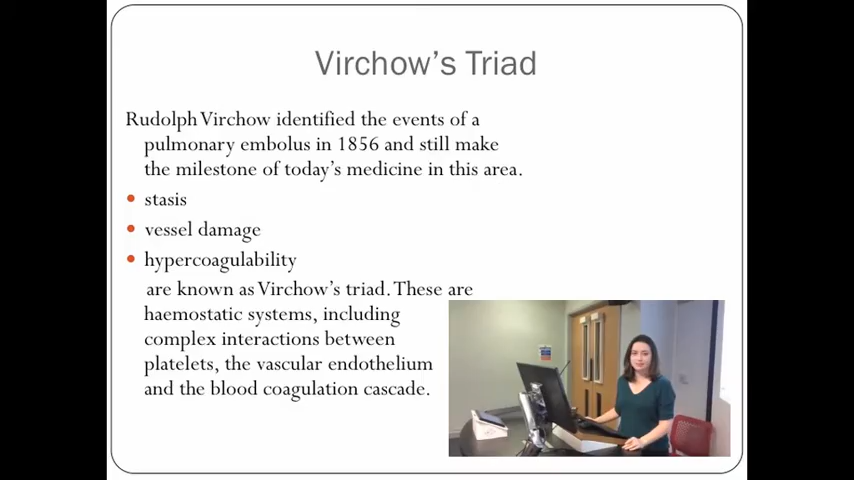 Virchow's Triad
Rudolph Virchow identified the events of a
pulmonary embolus in 1856 and still make
the milestone of today's medicine in this area.
• stasis
• vessel damage
• hypercoagulability
are known as Virchow's triad. These are
haemostatic systems, including
complex interactions between
platelets, the vascular endothelium
and the blood coagulation cascade.